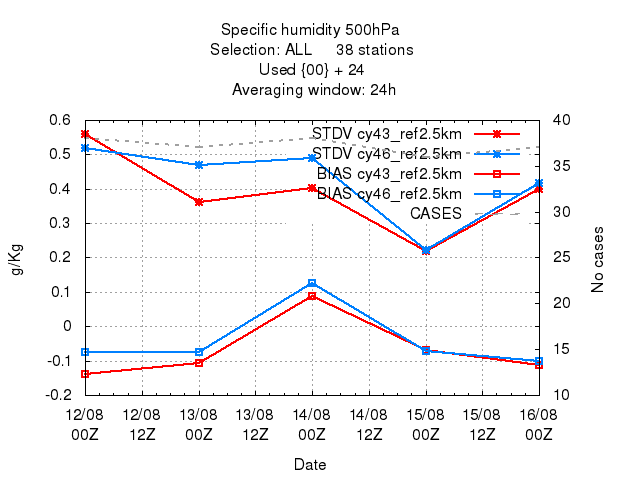 Specific humidity 500hPa
Selection: ALL 38 stations
Used {00} + 24
Averaging window: 24h
0.6
0.5
0.4
0.3
0.2
0.1
0
-0.1
-0.2
g/Kg
STDV cy43_ref2.5km
STDV cy46_ref2.5km
BIAS cy43_ref2.5km
BIAS cy46_ref2.5km
CASES
40
35
30
25
20
15
10
No cases
12/08 12/08 13/08 13/08 14/08 14/08 15/08 15/08 16/08
00Z 12Z 00Z 12Z 00Z 12Z 00Z 12Z 00Z
Date